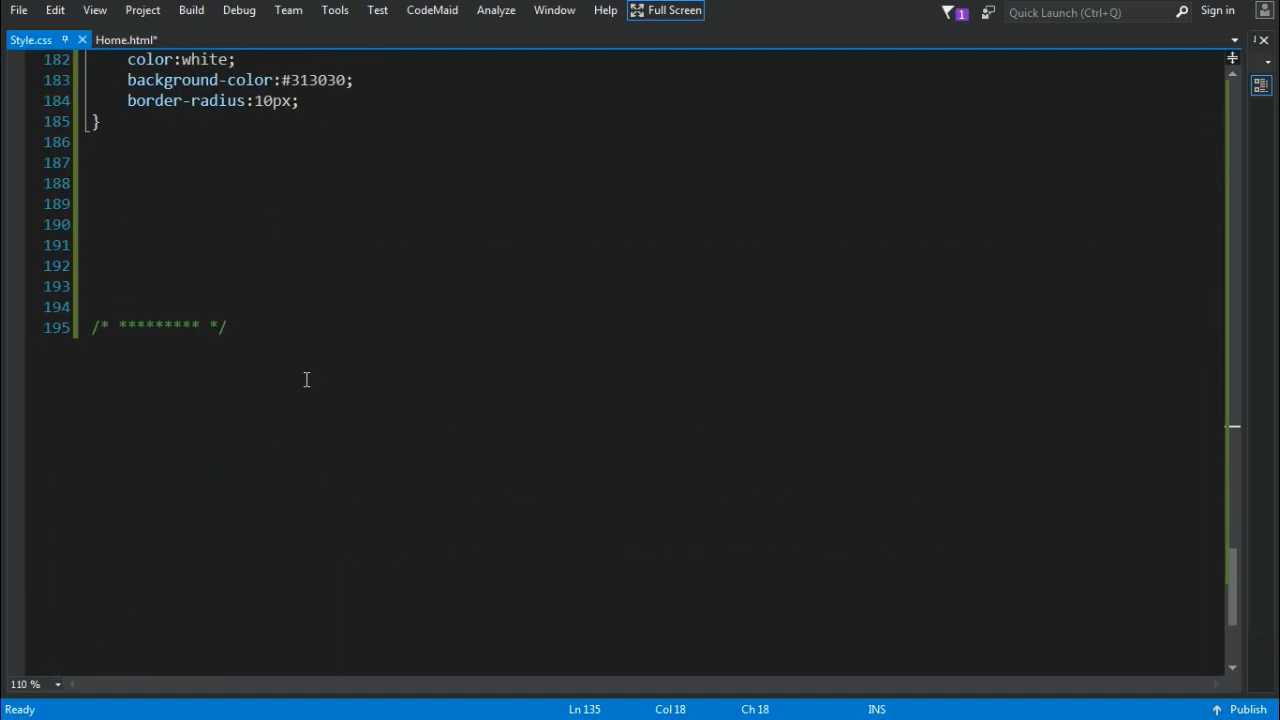 File Edit View Project Build Debug Team Tools Test CodeMaid Analyze Window Help Full Screen 1 Quick Launch (Ctrl+Q) Sign in
Style.css Home.html*
182 color:white;
183 background-color:#313030;
184 border-radius:10px;
185 }
186
187
188
189
190
191
192
193
194
195 /* ********* */
110 %
Ready Ln 135 Col 18 Ch 18 INS Publish